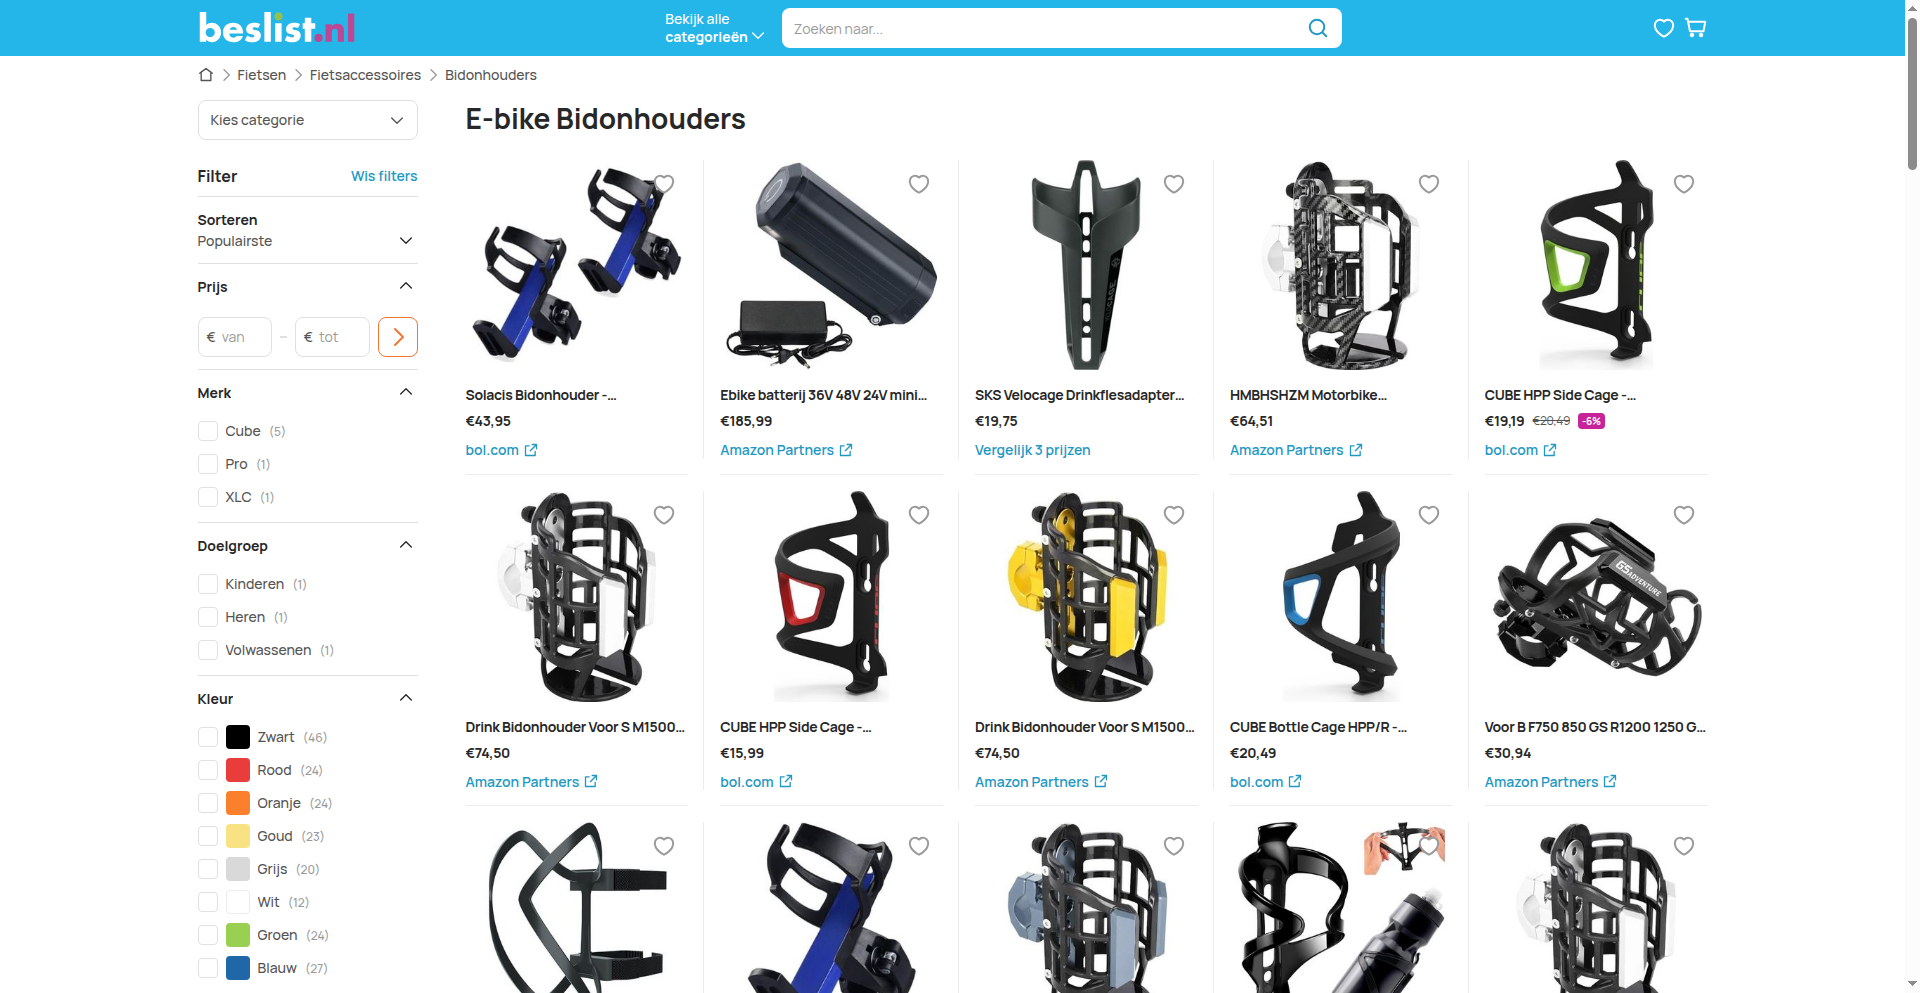 beslist.nl
Bekijk alle
categorieën
Zoeken naar...
Fietsen
Fietsaccessoires
Bidonhouders
Kies categorie
E-bike Bidonhouders
Filter
Wis filters
Sorteren
Populairste
Prijs
€ van
–
€ tot
Merk
Cube (5)
Pro (1)
XLC (1)
Doelgroep
Kinderen (1)
Heren (1)
Volwassenen (1)
Kleur
Zwart (46)
Rood (24)
Oranje (24)
Goud (23)
Grijs (20)
Wit (12)
Groen (24)
Blauw (27)
Solacis Bidonhouder -...
€43,95
bol.com
Ebike batterij 36V 48V 24V mini...
€185,99
Amazon Partners
SKS Velocage Drinkflesadapter...
€19,75
Vergelijk 3 prijzen
HMBHSHZM Motorbike...
€64,51
Amazon Partners
CUBE HPP Side Cage -...
€19,19 €20,49 -6%
bol.com
Drink Bidonhouder Voor S M1500...
€74,50
Amazon Partners
CUBE HPP Side Cage -...
€15,99
bol.com
Drink Bidonhouder Voor S M1500...
€74,50
Amazon Partners
CUBE Bottle Cage HPP/R -...
€20,49
bol.com
GS ADVENTURE
Voor B F750 850 GS R1200 1250 G...
€30,94
Amazon Partners